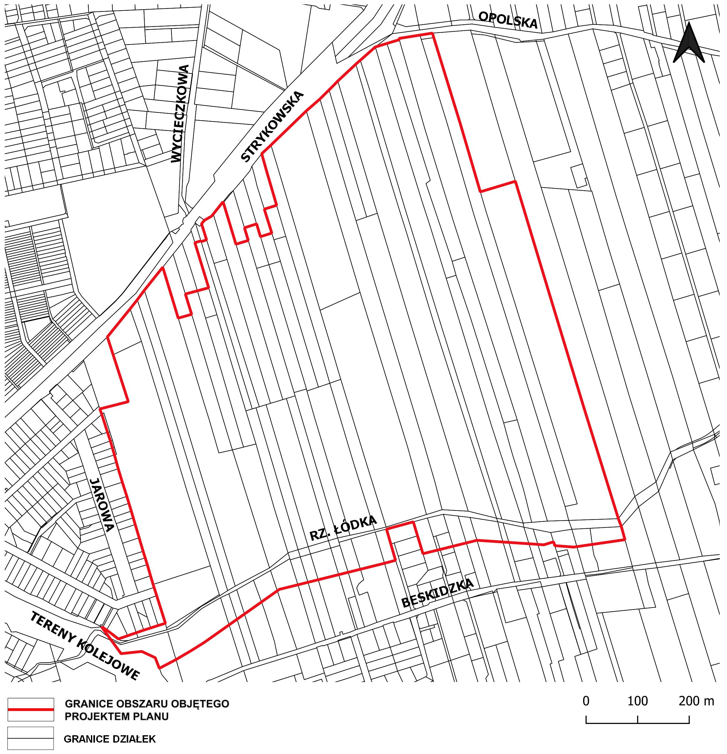 OPOLSKA
WYCIECZKOWA
STRYKOWSKA
JAROWA
RZ. ŁÓDKA
BESKIDZKA
TERENY KOLEJOWE
GRANICE OBSZARU OBJĘTEGO
PROJEKTEM PLANU
GRANICE DZIAŁEK
0 100 200 m